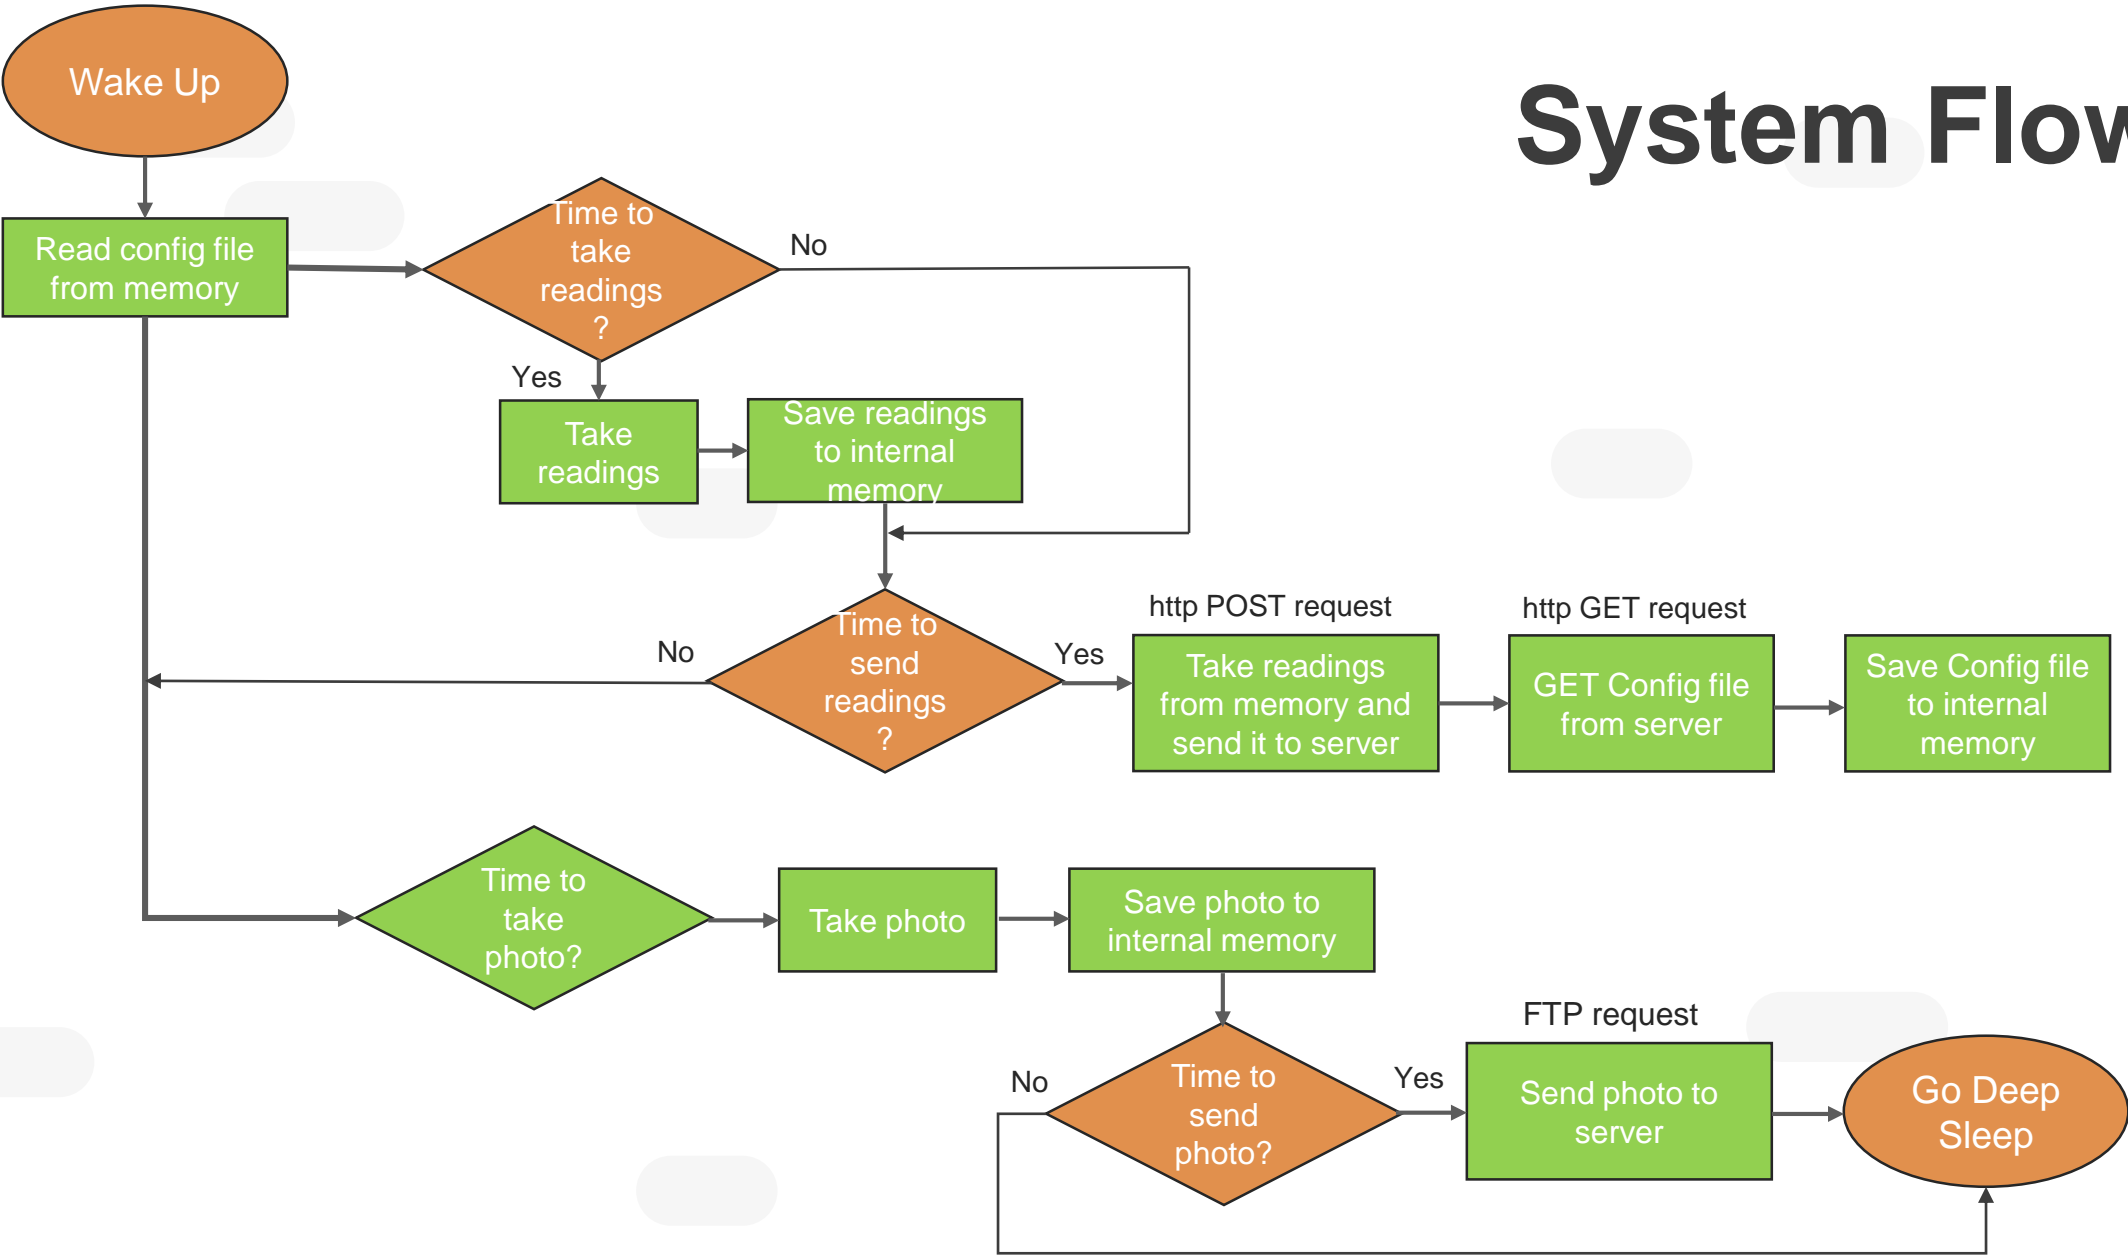 Wake Up
System Flow
Read config file
from memory
Time to
take
readings
?
No
Yes
Take
readings
Save readings
to internal
memory
Time to
send
readings
?
No
Yes
http POST request
Take readings
from memory and
send it to server
http GET request
GET Config file
from server
Save Config file
to internal
memory
Time to
take
photo?
Take photo
Save photo to
internal memory
Time to
send
photo?
No
Yes
FTP request
Send photo to
server
Go Deep
Sleep